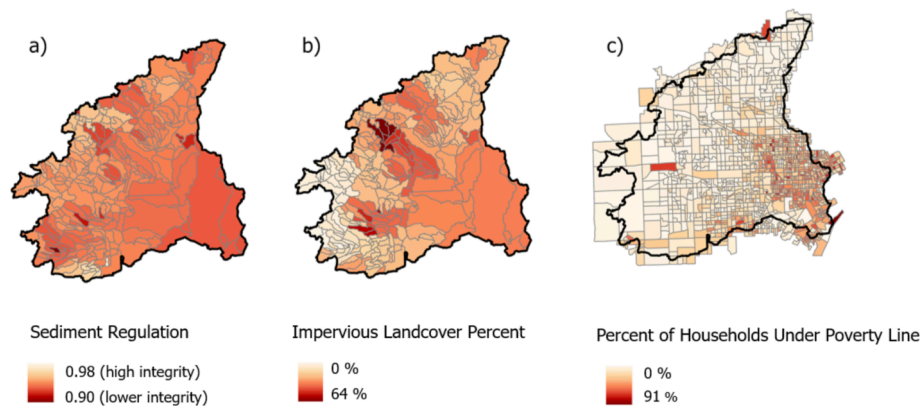 a)
b)
c)
Sediment Regulation
0.98 (high integrity)
0.90 (lower integrity)
Impervious Landcover Percent
0 %
64 %
Percent of Households Under Poverty Line
0 %
91 %